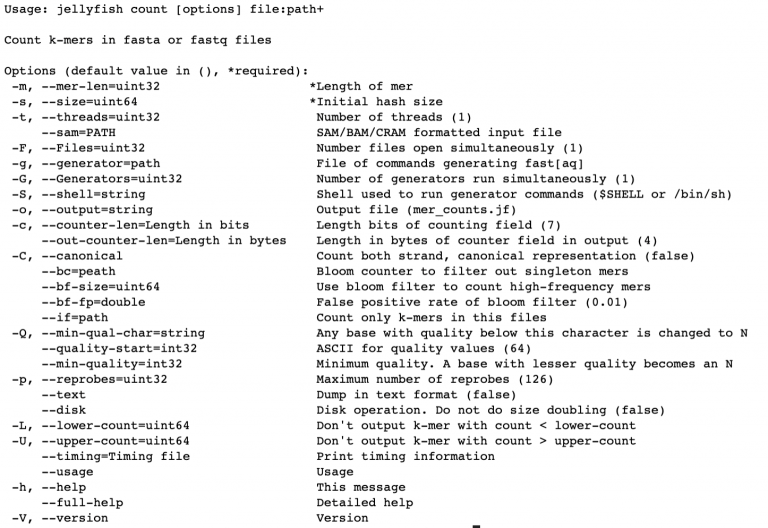 Usage: jellyfish count [options] file:path+

Count k-mers in fasta or fastq files

Options (default value in (), *required):
 -m, --mer-len=uint32                    *Length of mer
 -s, --size=uint64                       *Initial hash size
 -t, --threads=uint32                     Number of threads (1)
     --sam=PATH                           SAM/BAM/CRAM formatted input file
 -F, --Files=uint32                       Number files open simultaneously (1)
 -g, --generator=path                     File of commands generating fast[aq]
 -G, --Generators=uint32                  Number of generators run simultaneously (1)
 -S, --shell=string                       Shell used to run generator commands ($SHELL or /bin/sh)
 -o, --output=string                      Output file (mer_counts.jf)
 -c, --counter-len=Length in bits         Length bits of counting field (7)
     --out-counter-len=Length in bytes    Length in bytes of counter field in output (4)
 -C, --canonical                          Count both strand, canonical representation (false)
     --bc=peath                           Bloom counter to filter out singleton mers
     --bf-size=uint64                     Use bloom filter to count high-frequency mers
     --bf-fp=double                       False positive rate of bloom filter (0.01)
     --if=path                            Count only k-mers in this files
 -Q, --min-qual-char=string               Any base with quality below this character is changed to N
     --quality-start=int32                ASCII for quality values (64)
     --min-quality=int32                  Minimum quality. A base with lesser quality becomes an N
 -p, --reprobes=uint32                    Maximum number of reprobes (126)
     --text                               Dump in text format (false)
     --disk                               Disk operation. Do not do size doubling (false)
 -L, --lower-count=uint64                 Don't output k-mer with count < lower-count
 -U, --upper-count=uint64                 Don't output k-mer with count > upper-count
     --timing=Timing file                 Print timing information
     --usage                              Usage
 -h, --help                               This message
     --full-help                          Detailed help
 -V, --version                            Version